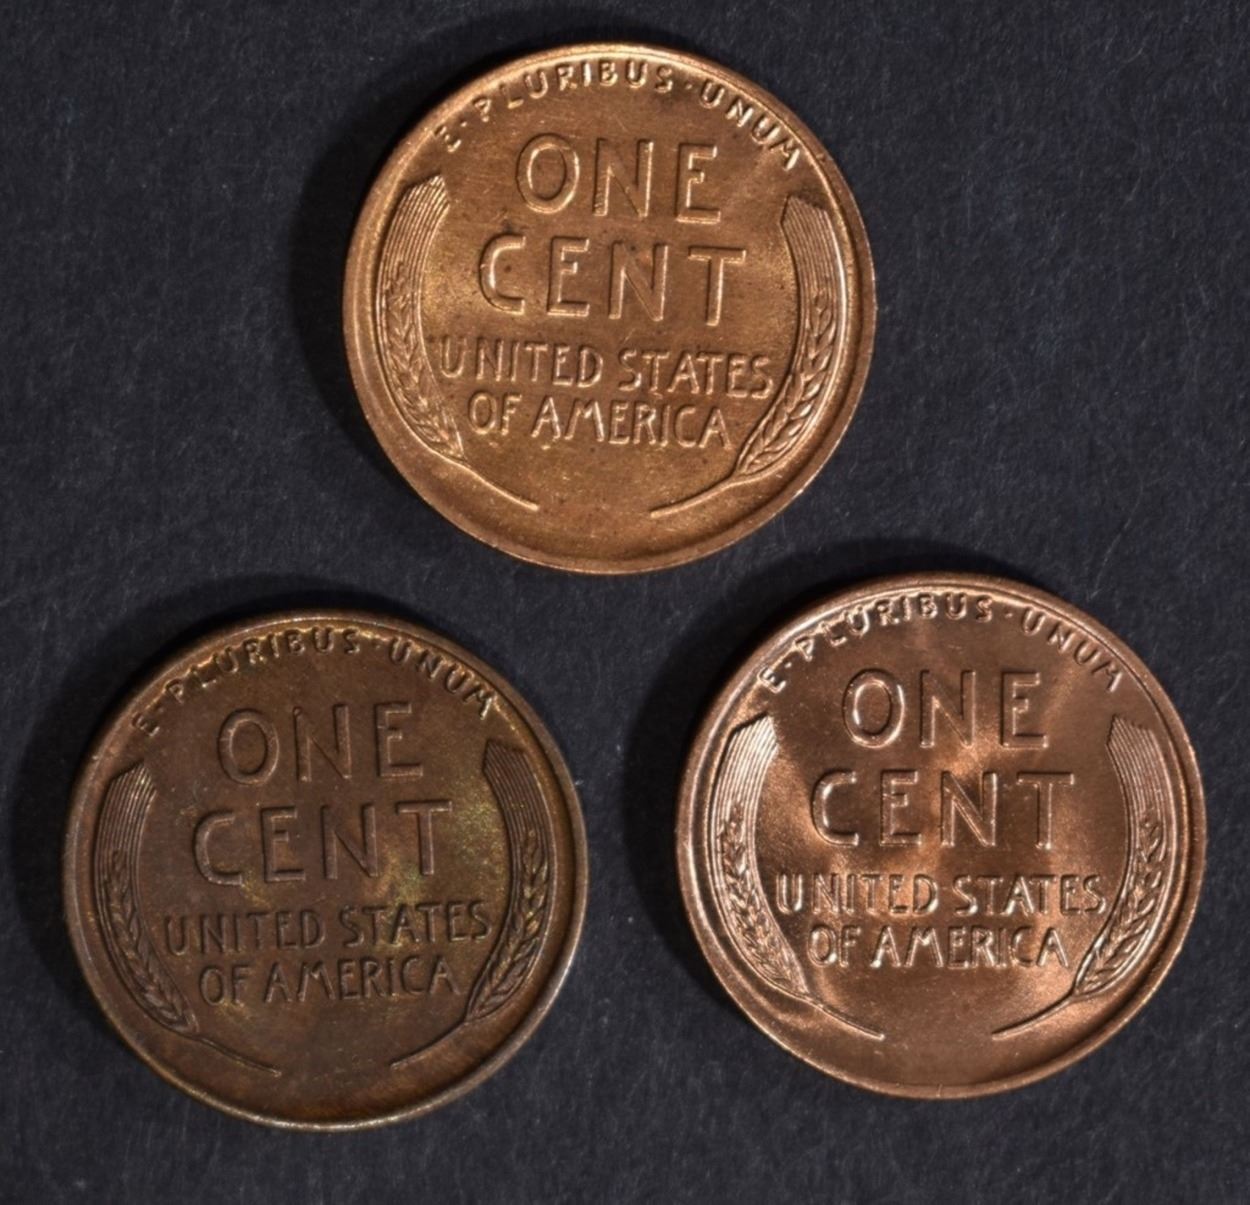 E·PLURIBUS·UNUM
ONE
CENT
UNITED STATES
OF AMERICA
E·PLURIBUS·UNUM
ONE
CENT
UNITED STATES
OF AMERICA
E·PLURIBUS·UNUM
ONE
CENT
UNITED STATES
OF AMERICA